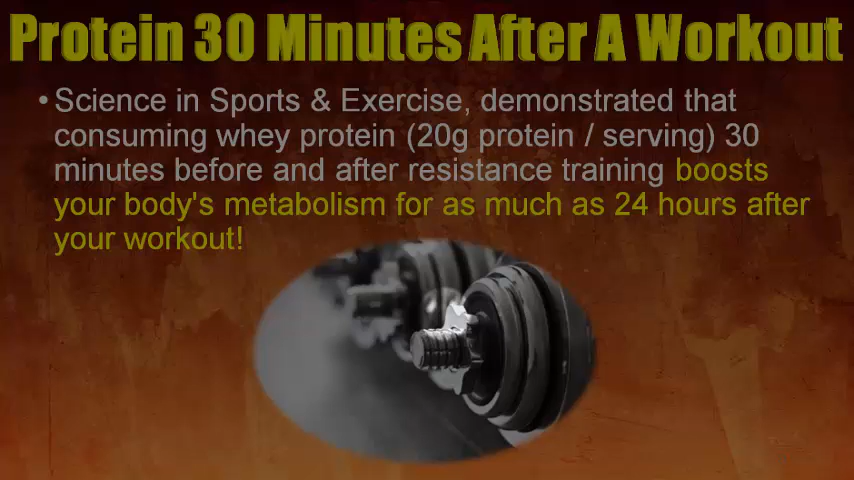 Protein 30 Minutes After A Workout
• Science in Sports & Exercise, demonstrated that
consuming whey protein (20g protein / serving) 30
minutes before and after resistance training boosts
your body's metabolism for as much as 24 hours after
your workout!